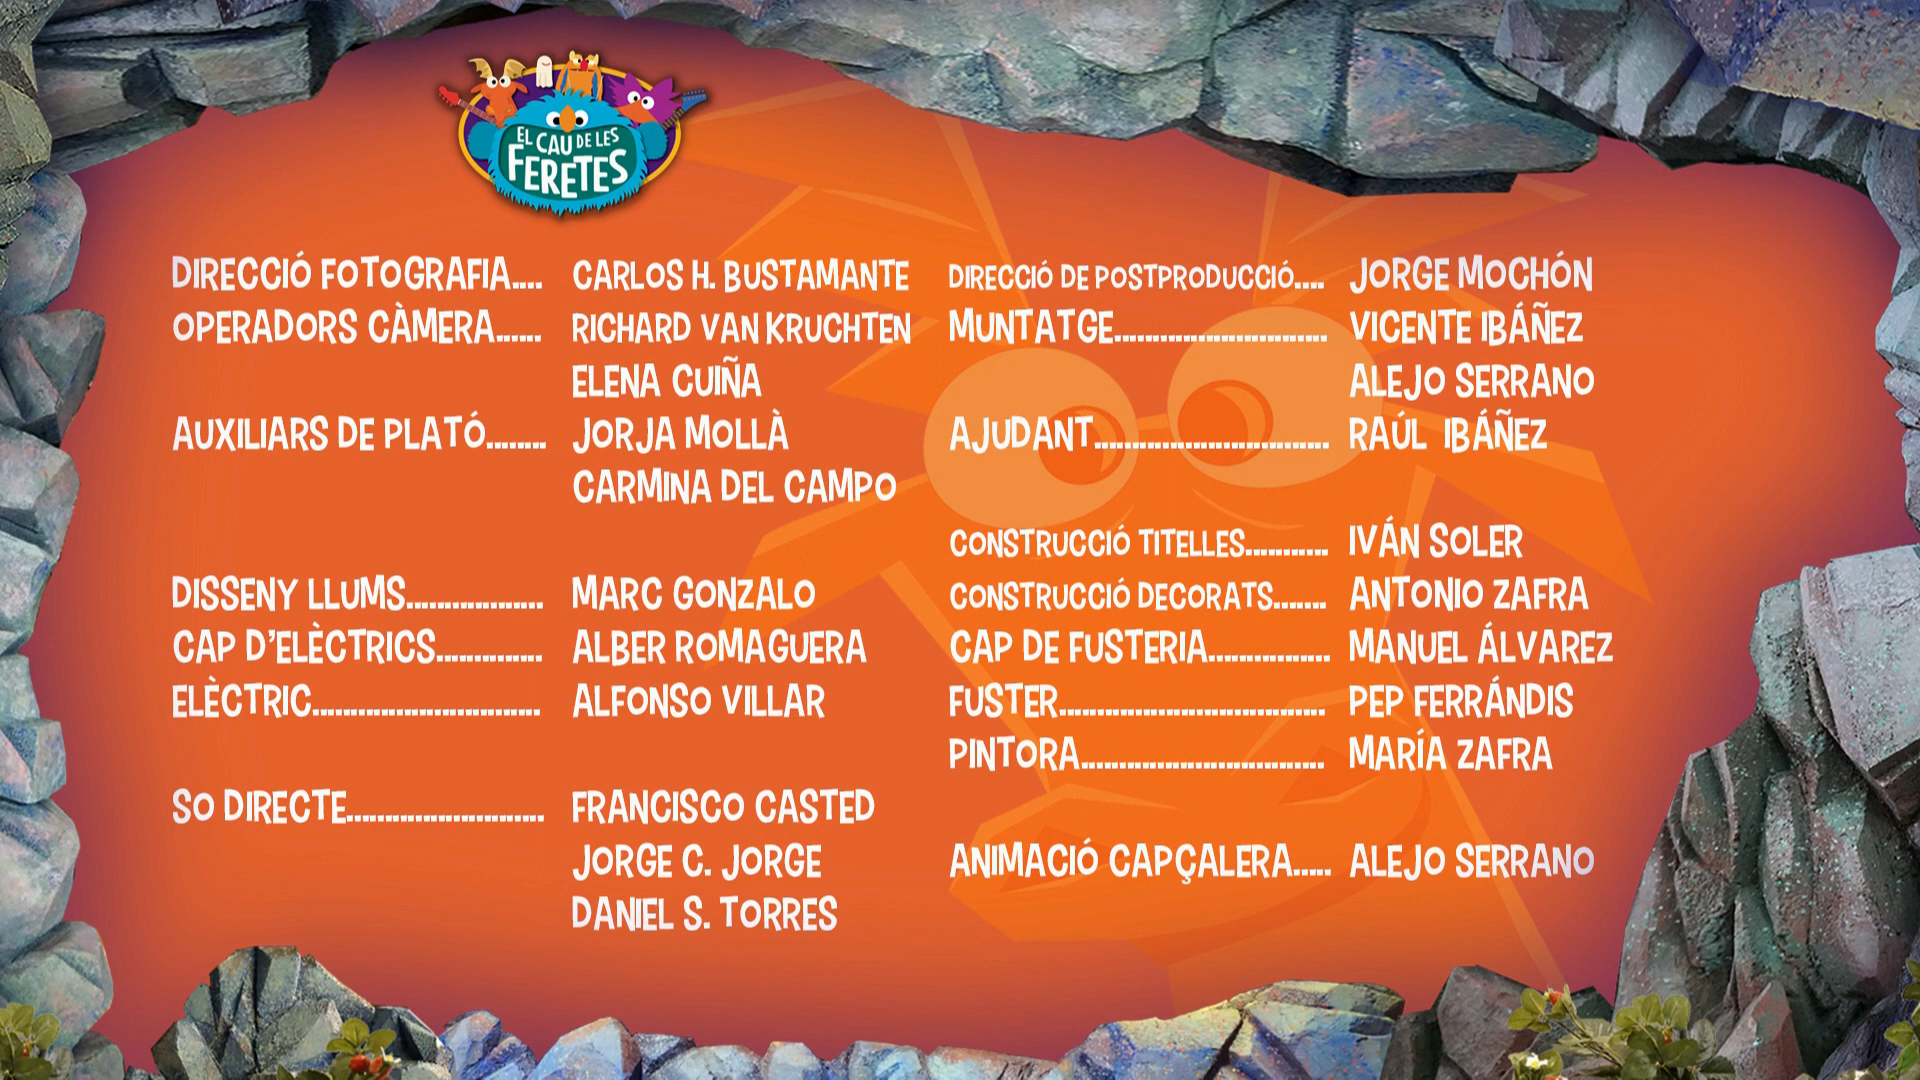 EL CAU DE LES
FERETES
DIRECCIÓ FOTOGRAFIA.... CARLOS H. BUSTAMANTE
OPERADORS CÀMERA...... RICHARD VAN KRUCHTEN
ELENA CUIÑA
AUXILIARS DE PLATÓ........ JORJA MOLLÀ
CARMINA DEL CAMPO
DISSENY LLUMS.................. MARC GONZALO
CAP D'ELÈCTRICS.............. ALBER ROMAGUERA
ELÈCTRIC.............................. ALFONSO VILLAR
SO DIRECTE.......................... FRANCISCO CASTED
JORGE C. JORGE
DANIEL S. TORRES
DIRECCIÓ DE POSTPRODUCCIÓ.... JORGE MOCHÓN
MUNTATGE............................ VICENTE IBÁÑEZ
ALEJO SERRANO
AJUDANT............................... RAÚL IBÁÑEZ
CONSTRUCCIÓ TITELLES........... IVÁN SOLER
CONSTRUCCIÓ DECORATS....... ANTONIO ZAFRA
CAP DE FUSTERIA................ MANUEL ÁLVAREZ
FUSTER................................... PEP FERRÁNDIS
PINTORA................................ MARÍA ZAFRA
ANIMACIÓ CAPÇALERA..... ALEJO SERRANO